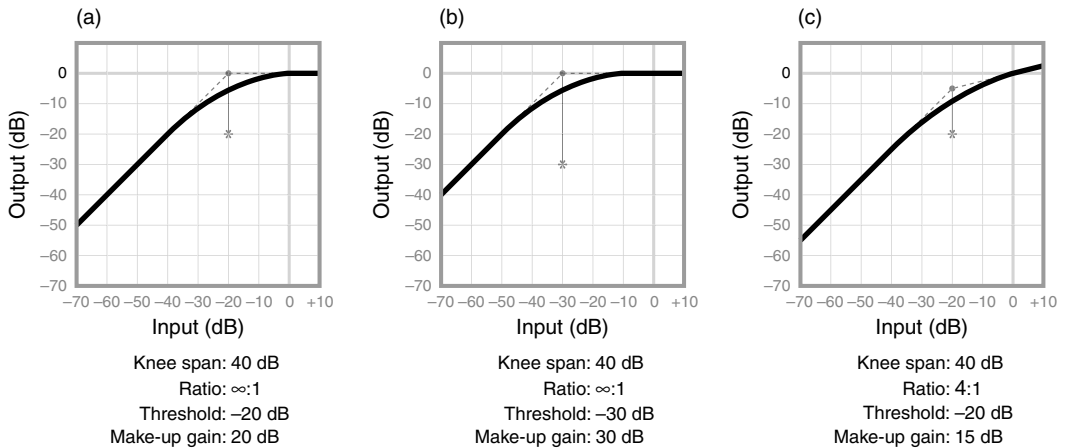 (a)
0
–10
–20
–30
–40
–50
–60
–70
Output (dB)
–70 –60 –50 –40 –30 –20 –10 0 +10
Input (dB)
Knee span: 40 dB
Ratio: ∞:1
Threshold: –20 dB
Make-up gain: 20 dB
(b)
0
–10
–20
–30
–40
–50
–60
–70
Output (dB)
–70 –60 –50 –40 –30 –20 –10 0 +10
Input (dB)
Knee span: 40 dB
Ratio: ∞:1
Threshold: –30 dB
Make-up gain: 30 dB
(c)
0
–10
–20
–30
–40
–50
–60
–70
Output (dB)
–70 –60 –50 –40 –30 –20 –10 0 +10
Input (dB)
Knee span: 40 dB
Ratio: 4:1
Threshold: –20 dB
Make-up gain: 15 dB